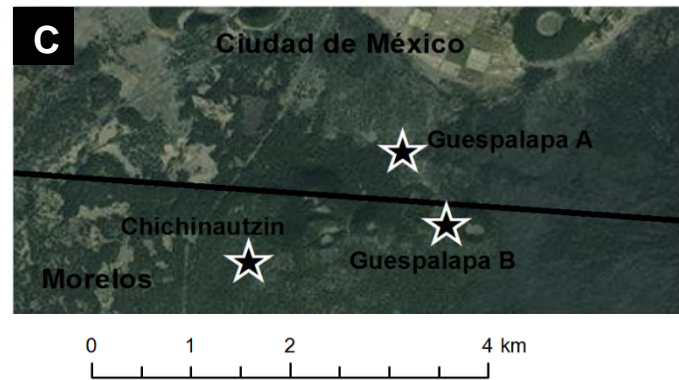 C
Ciudad de México
Guespalapa A
Chichinautzin
Guespalapa B
Morelos
0 1 2 4 km